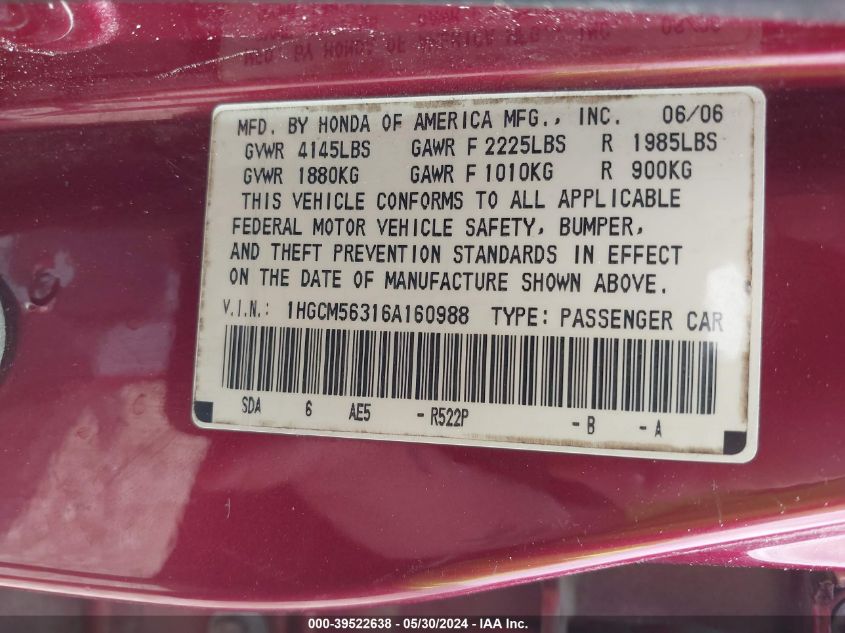 MFD. BY HONDA OF AMERICA MFG., INC. 06/06
GVWR 4145LBS GAWR F 2225LBS R 1985LBS
GVWR 1880KG GAWR F 1010KG R 900KG
THIS VEHICLE CONFORMS TO ALL APPLICABLE
FEDERAL MOTOR VEHICLE SAFETY, BUMPER,
AND THEFT PREVENTION STANDARDS IN EFFECT
ON THE DATE OF MANUFACTURE SHOWN ABOVE.
V.I.N.: 1HGCM56316A160988 TYPE: PASSENGER CAR
SDA 6 AE5 -R522P -B -A
000-39522638 - 05/30/2024 - IAA Inc.